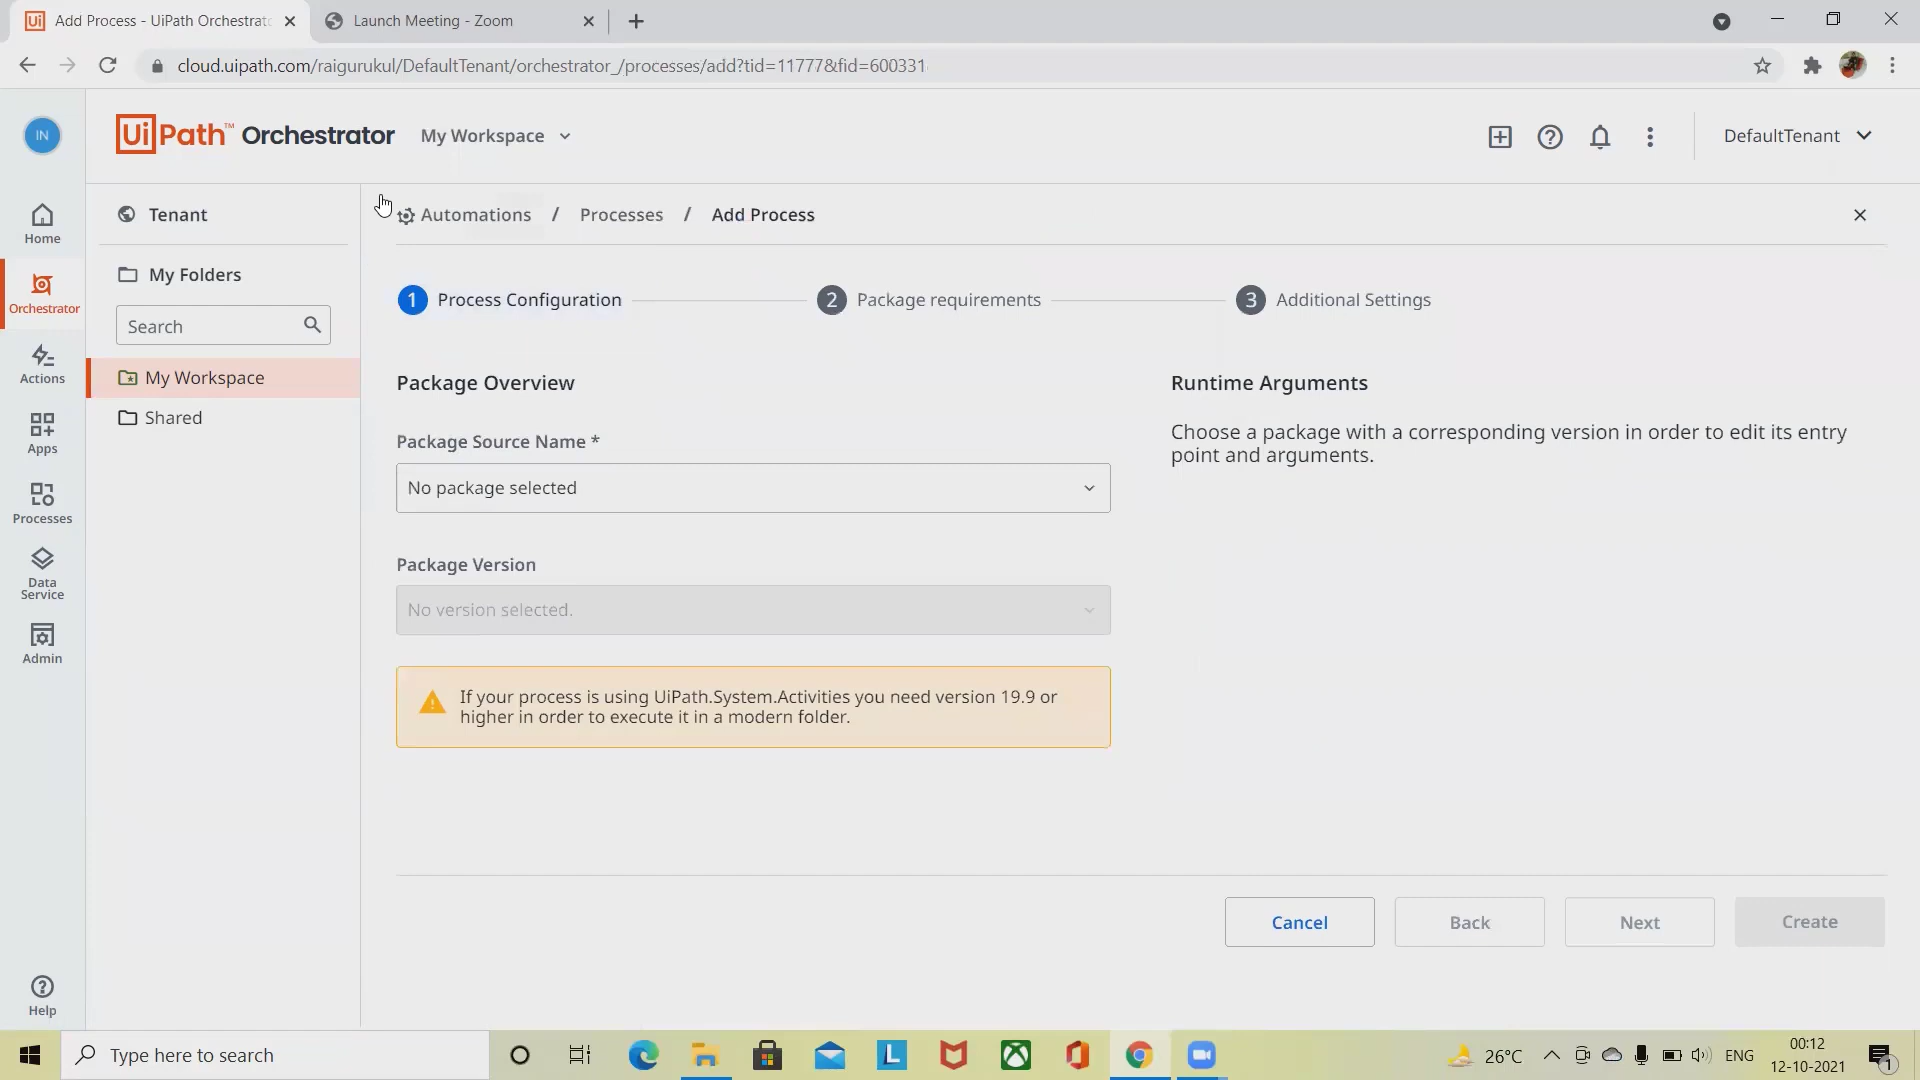 Ui Add Process - UiPath Orchestrato
Launch Meeting - Zoom
cloud.uipath.com/raigurukul/DefaultTenant/orchestrator_/processes/add?tid=11777&fid=600331
IN
UiPath™ Orchestrator
My Workspace
DefaultTenant
Home
Orchestrator
Actions
Apps
Processes
Data
Service
Admin
Help
Tenant
My Folders
Search
My Workspace
Shared
Automations / Processes / Add Process
1 Process Configuration
2 Package requirements
3 Additional Settings
Package Overview
Package Source Name *
No package selected
Package Version
No version selected.
If your process is using UiPath.System.Activities you need version 19.9 or
higher in order to execute it in a modern folder.
Runtime Arguments
Choose a package with a corresponding version in order to edit its entry
point and arguments.
Cancel
Back
Next
Create
Type here to search
L
26°C
ENG
00:12
12-10-2021
1